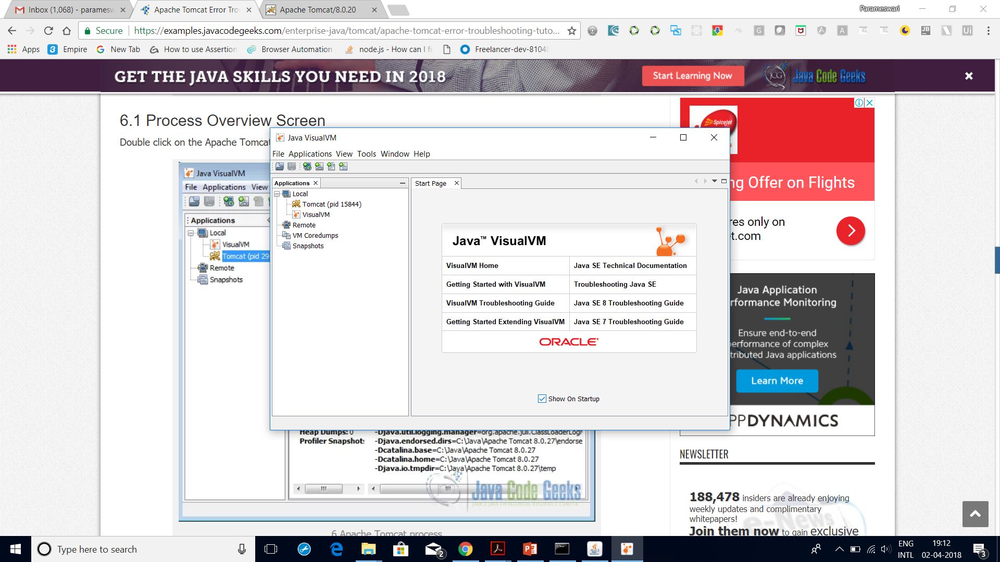 Inbox (1,068) - paramesw
Apache Tomcat Error Tro
Apache Tomcat/8.0.20
Parameswari
Secure
https://examples.javacodegeeks.com/enterprise-java/tomcat/apache-tomcat-error-troubleshooting-tuto...
Apps
Empire
New Tab
How to use Assertion
Browser Automation
node.js - How can I fi
Freelancer-dev-81048
GET THE JAVA SKILLS YOU NEED IN 2018
Start Learning Now
JCG
Java Code Geeks
6.1 Process Overview Screen
Double click on the Apache Tomcat
Java VisualVM
File Applications View
Applications
Local
VisualVM
Tomcat (pid 29
Remote
Snapshots
Java VisualVM
File Applications View Tools Window Help
Applications
Start Page
Local
Tomcat (pid 15844)
VisualVM
Remote
VM Coredumps
Snapshots
Java™ VisualVM
VisualVM Home
Java SE Technical Documentation
Getting Started with VisualVM
Troubleshooting Java SE
VisualVM Troubleshooting Guide
Java SE 8 Troubleshooting Guide
Getting Started Extending VisualVM
Java SE 7 Troubleshooting Guide
ORACLE
Show On Startup
Heap Dumps: 0
Profiler Snapshots
-Djava.util.logging.manager=org.apache.juli.ClassLoaderLogM
-Djava.endorsed.dirs=C:\Java\Apache Tomcat 8.0.27\endorse
-Dcatalina.base=C:\Java\Apache Tomcat 8.0.27
-Dcatalina.home=C:\Java\Apache Tomcat 8.0.27
-Djava.io.tmpdir=C:\Java\Apache Tomcat 8.0.27\temp
Java Code Geeks
JAVA 2 JAVA DEVELOPERS RESOURCE CENTER
6 Apache Tomcat process
SpiceJet
ng Offer on Flights
res only on
t.com
Java Application
rformance Monitoring
Ensure end-to-end
performance of complex
tributed Java applications
Learn More
PPDYNAMICS
NEWSLETTER
188,478 insiders are already enjoying
weekly updates and complimentary
whitepapers!
Join them now to gain exclusive
e-News
Type here to search
2
ENG
INTL
19:12
02-04-2018
3